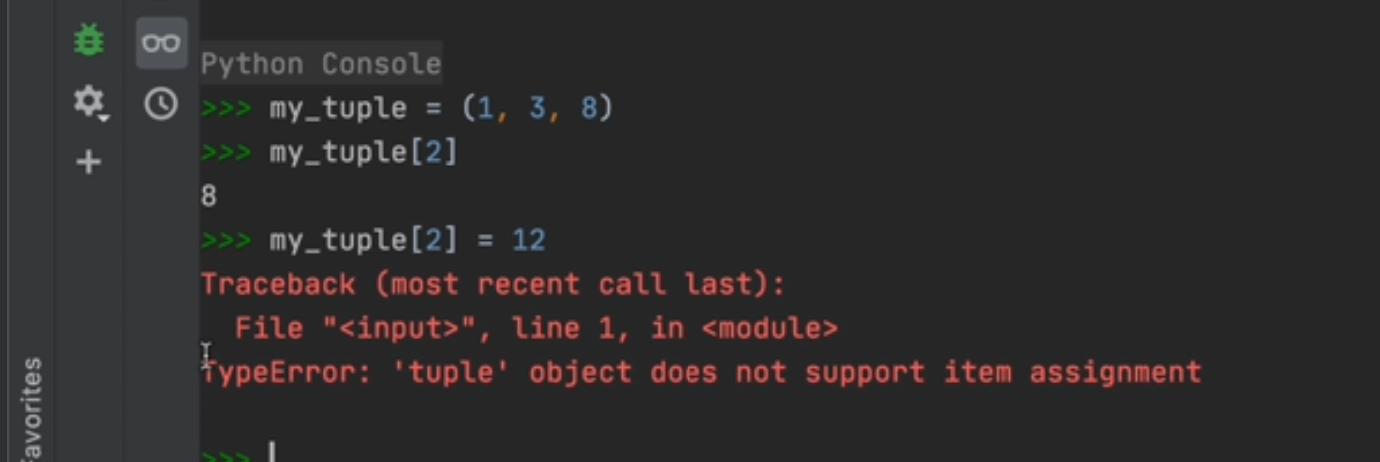 Python Console
>>> my_tuple = (1, 3, 8)
>>> my_tuple[2]
8
>>> my_tuple[2] = 12
Traceback (most recent call last):
  File "<input>", line 1, in <module>
TypeError: 'tuple' object does not support item assignment
>>>
avorites